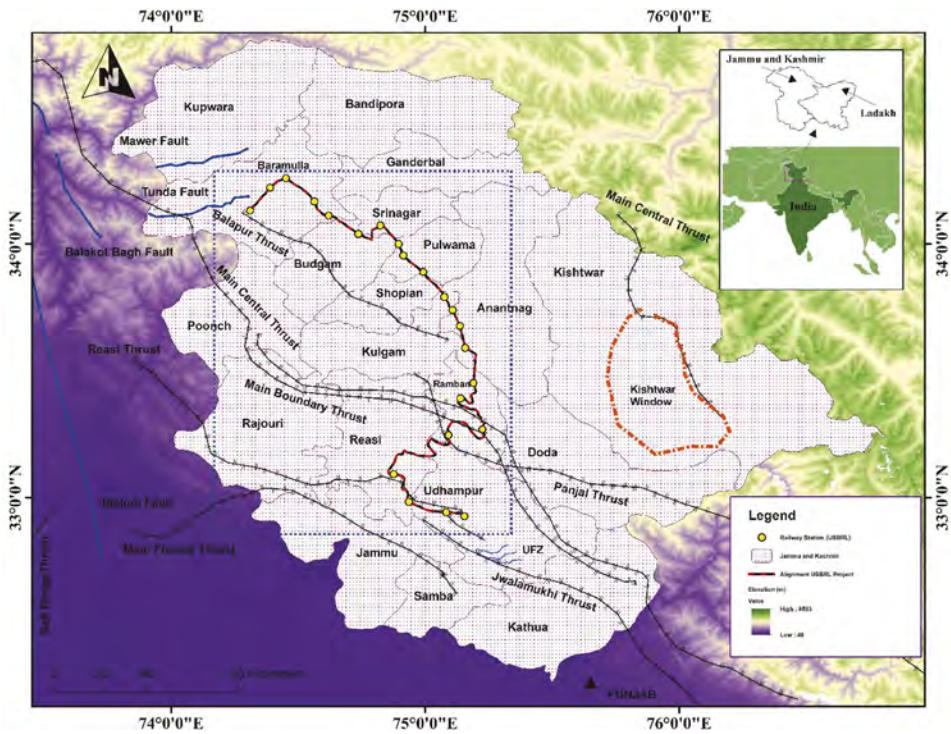 74°0'0"E
75°0'0"E
76°0'0"E
N
Jammu and Kashmir
Ladakh
India
Kupwara
Bandipora
Mawer Fault
Ganderbal
Baramulla
Tunda Fault
Srinagar
Main Central Thrust
34°0'0"N
34°0'0"N
Balapur Thrust
Pulwama
Balakot Bagh Fault
Budgam
Kishtwar
Shopian
Anantnag
Main Central Thrust
Poonch
Reasi Thrust
Kulgam
Ramban
Kishtwar
Window
Main Boundary Thrust
Rajouri
Reasi
Doda
Panjal Thrust
33°0'0"N
33°0'0"N
Udhampur
Legend
Railway Station (USBRL)
Jammu and Kashmir
Alignment USBRL Project
Elevation (m)
Value
High :
Low :
UFZ
Jammu
Jwalamukhi Thrust
Samba
Kathua
PUNJAB
74°0'0"E
75°0'0"E
76°0'0"E